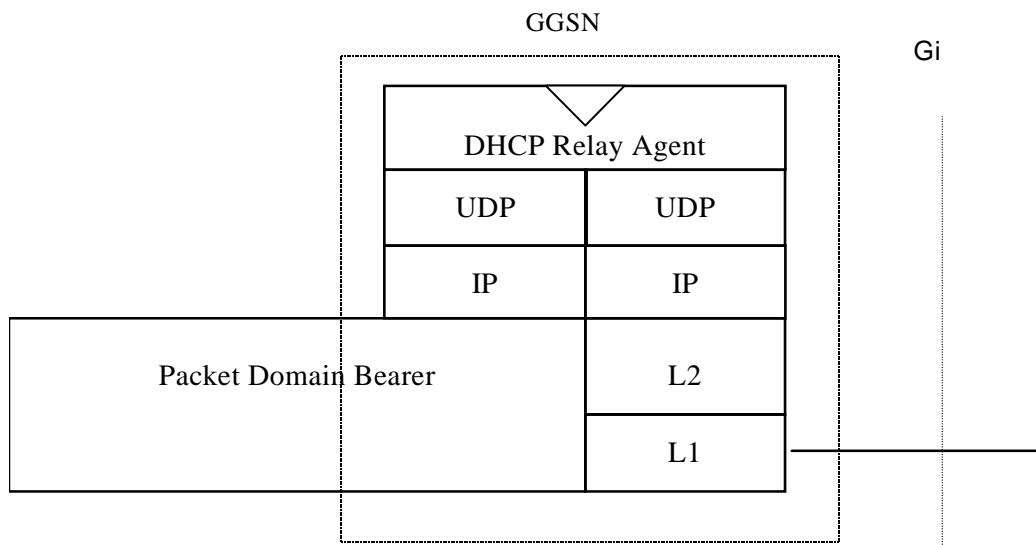 GGSN
Gi
DHCP Relay Agent
UDP UDP
IP IP
Packet Domain Bearer L2
L1